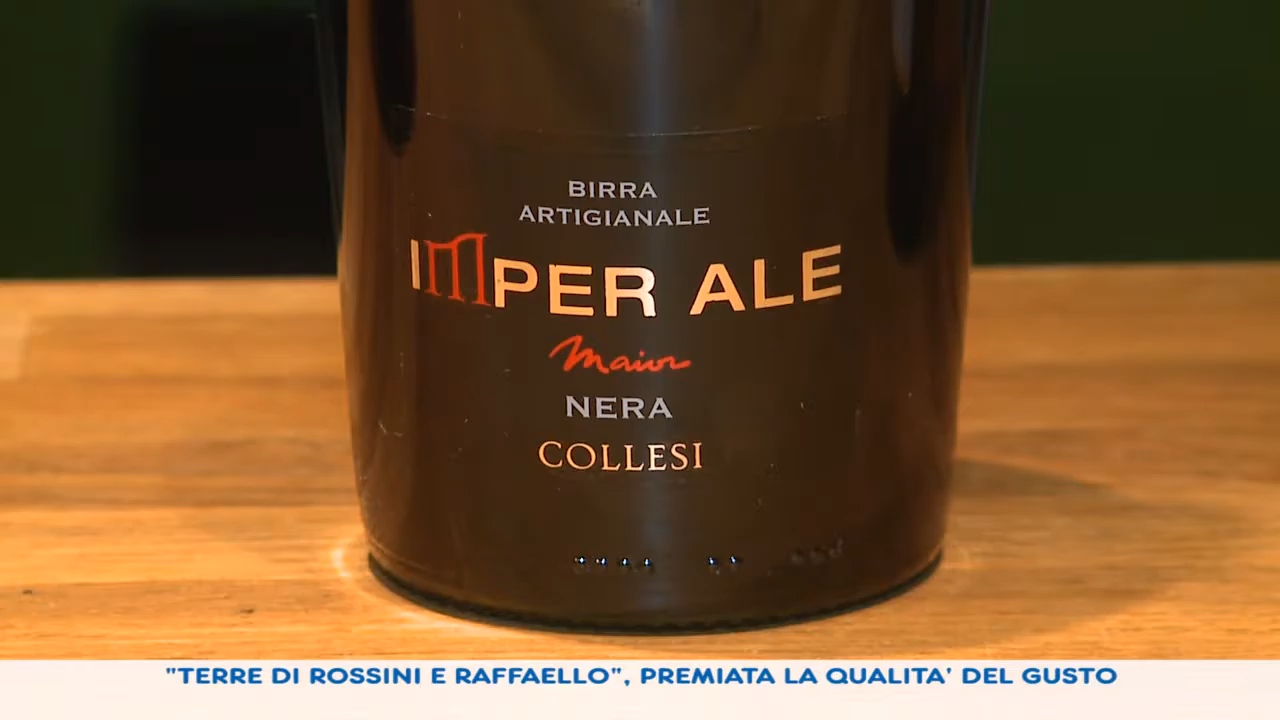 BIRRA
ARTIGIANALE
IMPER ALE
Maior
NERA
COLLESI
"TERRE DI ROSSINI E RAFFAELLO", PREMIATA LA QUALITA' DEL GUSTO